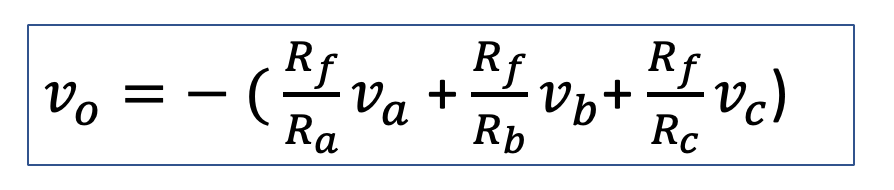 v_o = − (R_f/R_a v_a + R_f/R_b v_b + R_f/R_c v_c)